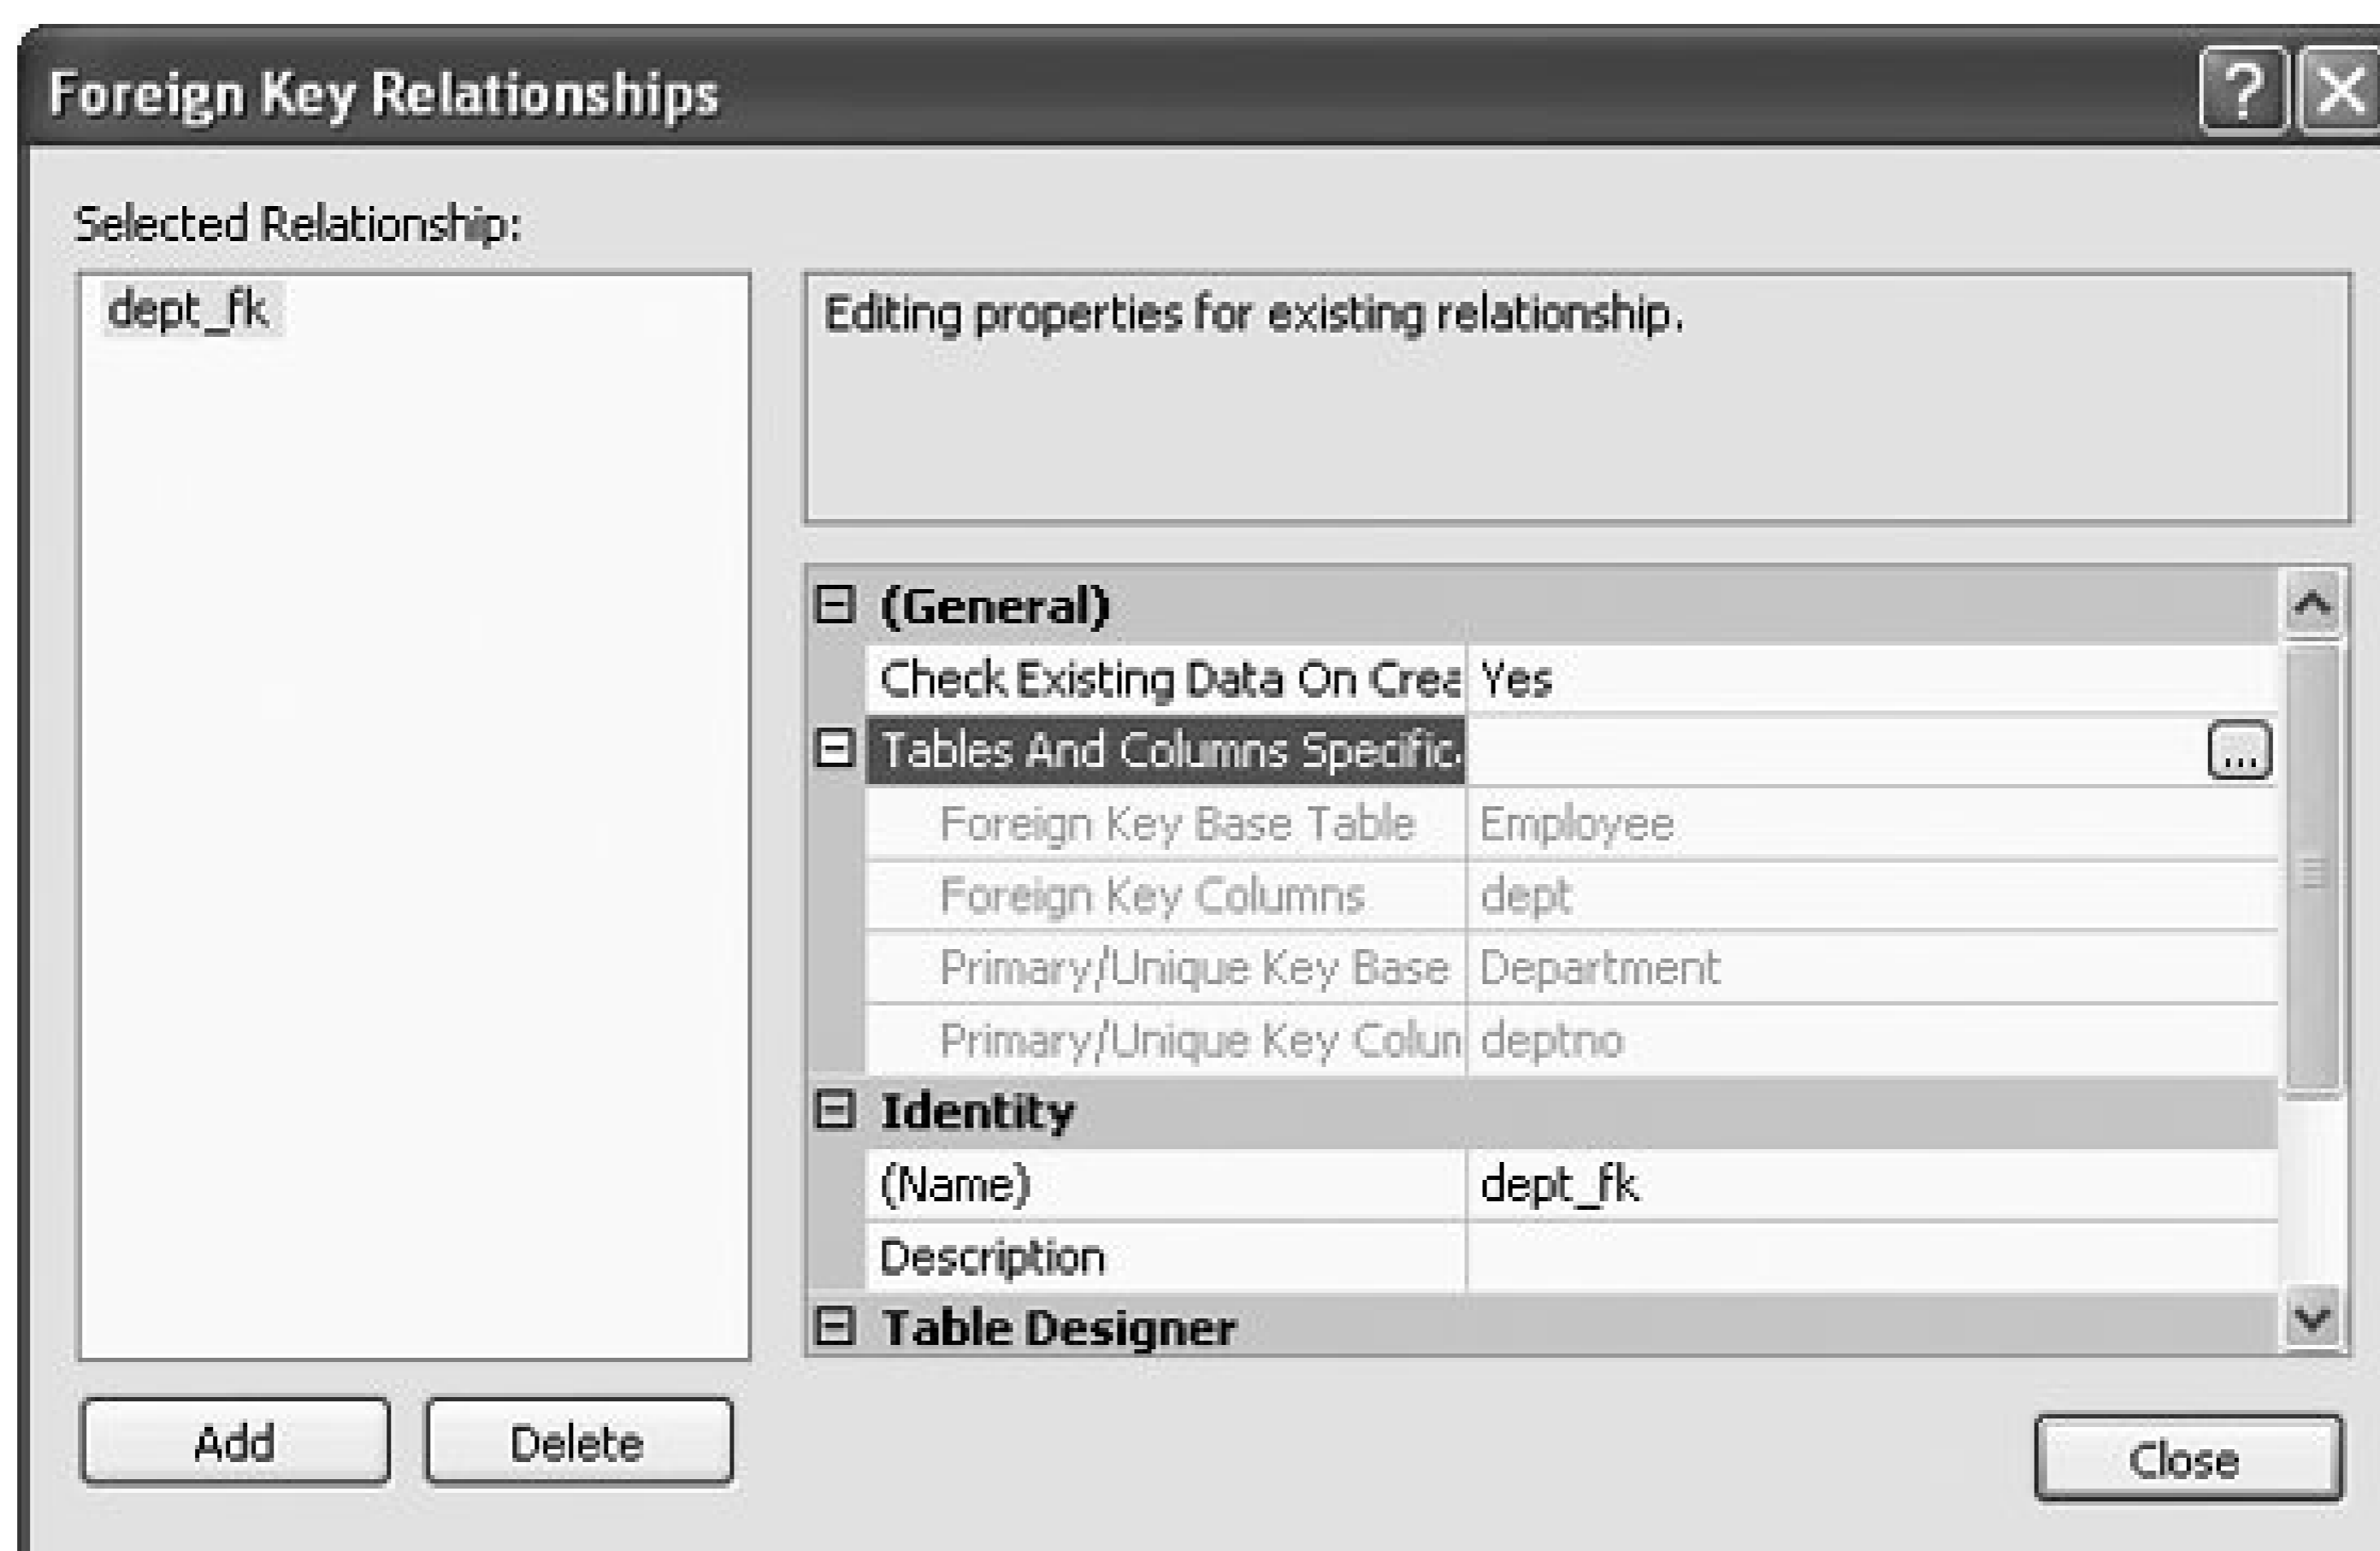 Foreign Key Relationships
Selected Relationship:
dept_fk
Editing properties for existing relationship.
(General)
Check Existing Data On Crea Yes
Tables And Columns Specific. ...
Foreign Key Base Table Employee
Foreign Key Columns dept
Primary/Unique Key Base Department
Primary/Unique Key Colun deptno
Identity
(Name) dept_fk
Description
Table Designer
Add Delete
Close